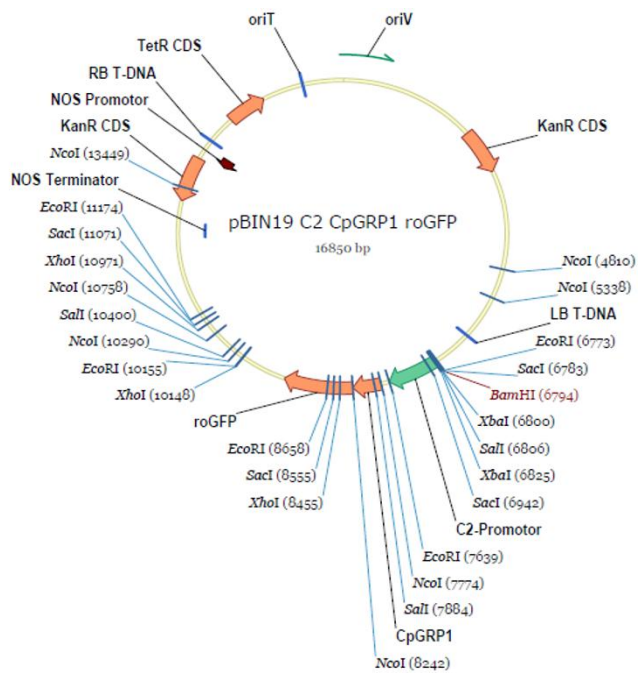 oriT
oriV
TetR CDS
RB T-DNA
NOS Promotor
KanR CDS
KanR CDS
NcoI (13449)
NOS Terminator
pBIN19 C2 CpGRP1 roGFP
16850 bp
EcoRI (11174)
SacI (11071)
XhoI (10971)
NcoI (10758)
SalI (10400)
NcoI (10290)
EcoRI (10155)
XhoI (10148)
NcoI (4810)
NcoI (5338)
LB T-DNA
EcoRI (6773)
SacI (6783)
BamHI (6794)
XbaI (6800)
SalI (6806)
XbaI (6825)
SacI (6942)
C2-Promotor
roGFP
EcoRI (8658)
SacI (8555)
XhoI (8455)
EcoRI (7639)
NcoI (7774)
SalI (7884)
CpGRP1
NcoI (8242)